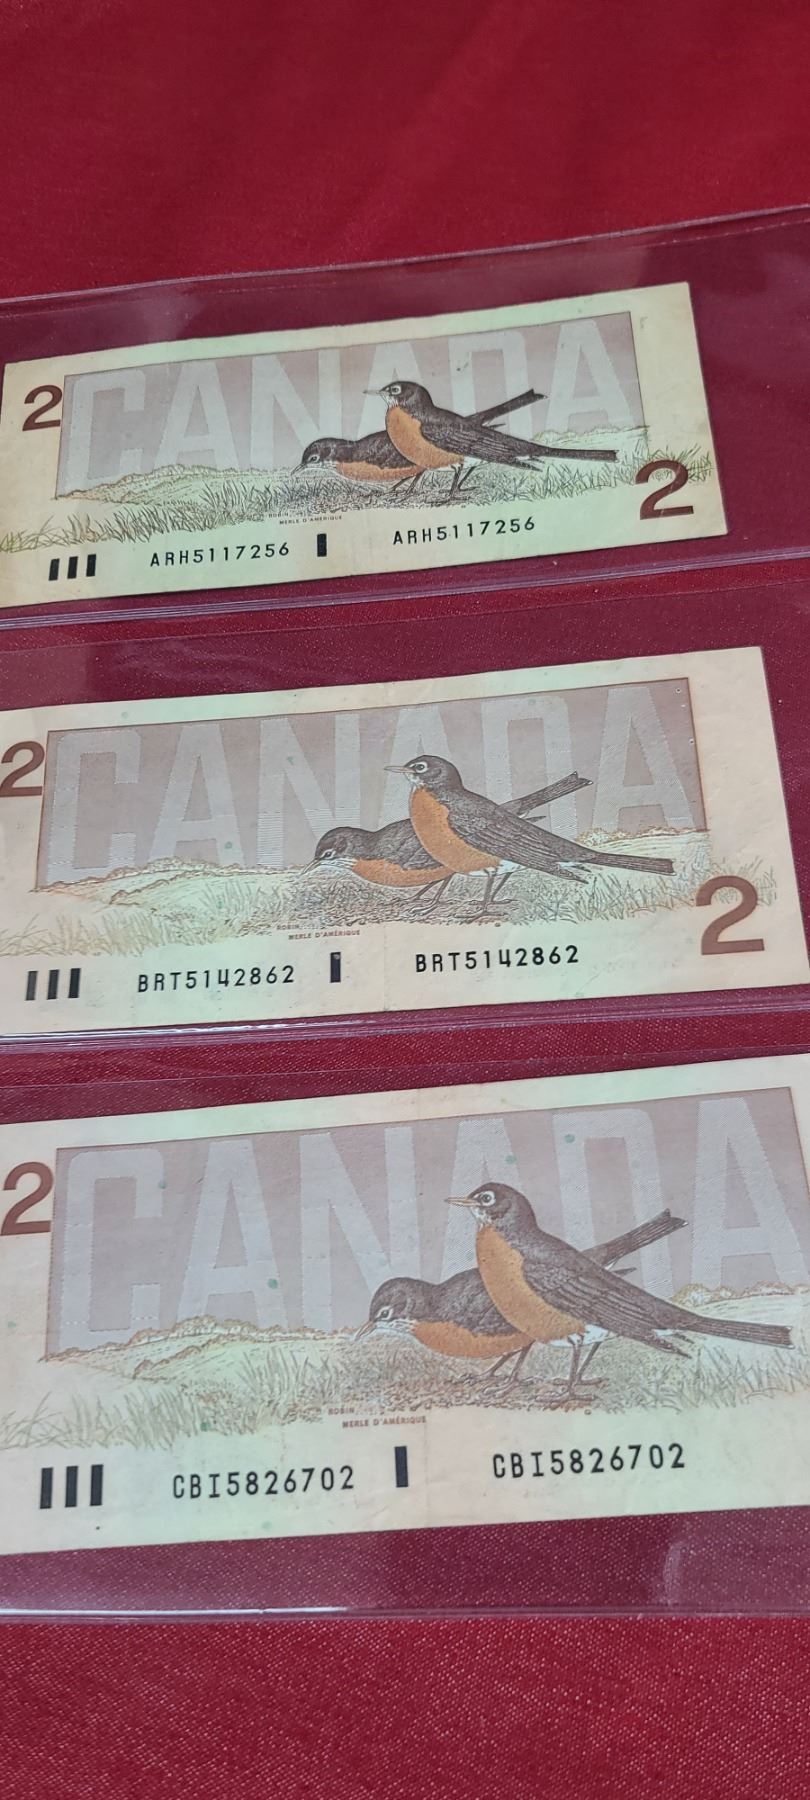 CANADA
2
ROBIN
MERLE D'AMÉRIQUE
2
ARH5117256 ARH5117256
CANADA
2
ROBIN
MERLE D'AMÉRIQUE
2
BRT5142862 BRT5142862
CANADA
2
ROBIN
MERLE D'AMÉRIQUE
CBI5826702 CBI5826702